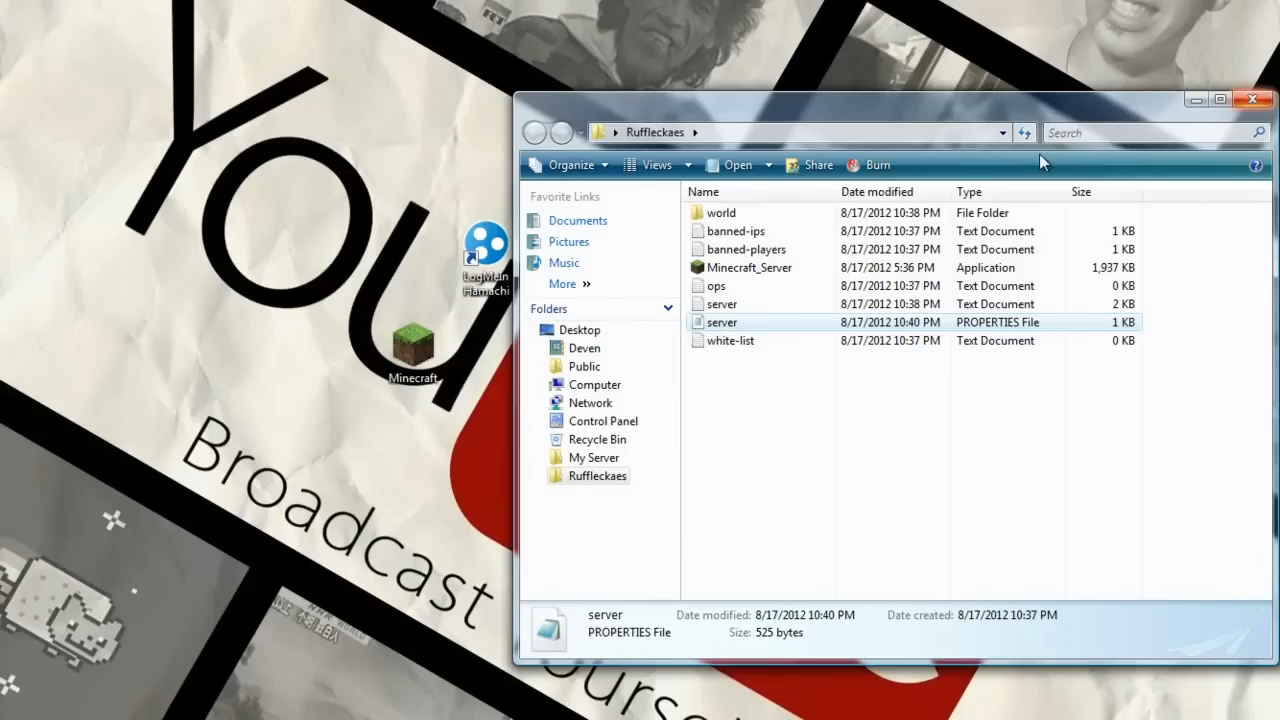 You
Broadcast
LogMeIn
Hamachi
Minecraft
Ruffleckaes
Search
Organize Views Open Share Burn
Favorite Links
Documents
Pictures
Music
More »
Folders
Desktop
Deven
Public
Computer
Network
Control Panel
Recycle Bin
My Server
Ruffleckaes
Name Date modified Type Size
world 8/17/2012 10:38 PM File Folder
banned-ips 8/17/2012 10:37 PM Text Document 1 KB
banned-players 8/17/2012 10:37 PM Text Document 1 KB
Minecraft_Server 8/17/2012 5:36 PM Application 1,937 KB
ops 8/17/2012 10:37 PM Text Document 0 KB
server 8/17/2012 10:38 PM Text Document 2 KB
server 8/17/2012 10:40 PM PROPERTIES File 1 KB
white-list 8/17/2012 10:37 PM Text Document 0 KB
server Date modified: 8/17/2012 10:40 PM Date created: 8/17/2012 10:37 PM
PROPERTIES File Size: 525 bytes
RT